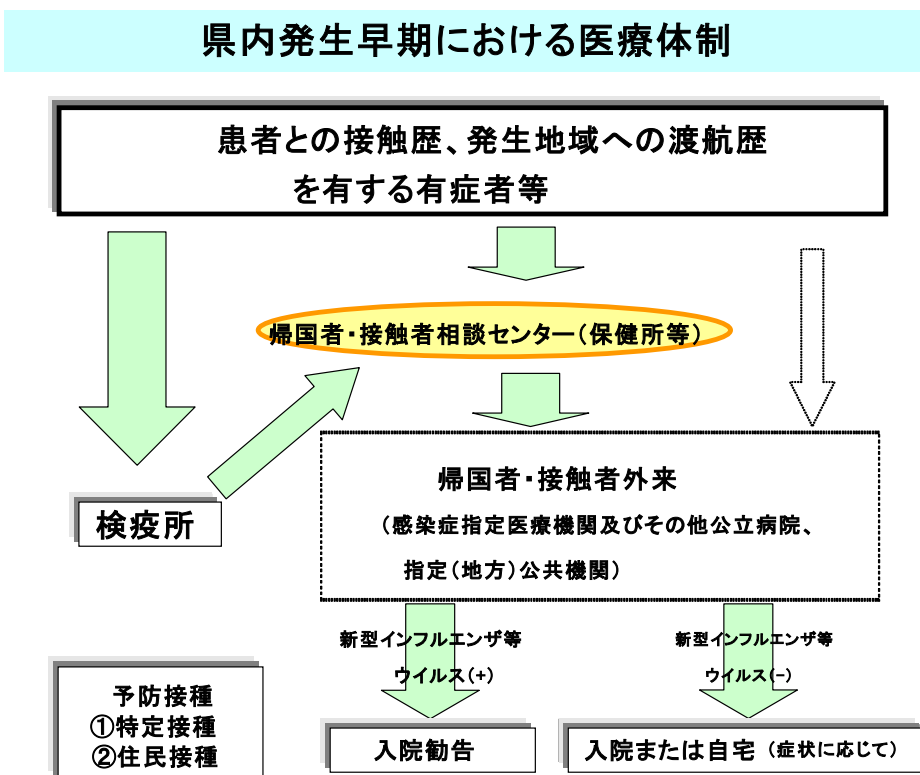 県内発生早期における医療体制
患者との接触歴、発生地域への渡航歴
を有する有症者等
帰国者・接触者相談センター(保健所等)
帰国者・接触者外来
(感染症指定医療機関及びその他公立病院、
指定(地方)公共機関)
検疫所
新型インフルエンザ等
ウイルス(+)
新型インフルエンザ等
ウイルス(-)
予防接種
①特定接種
②住民接種
入院勧告
入院または自宅(症状に応じて)